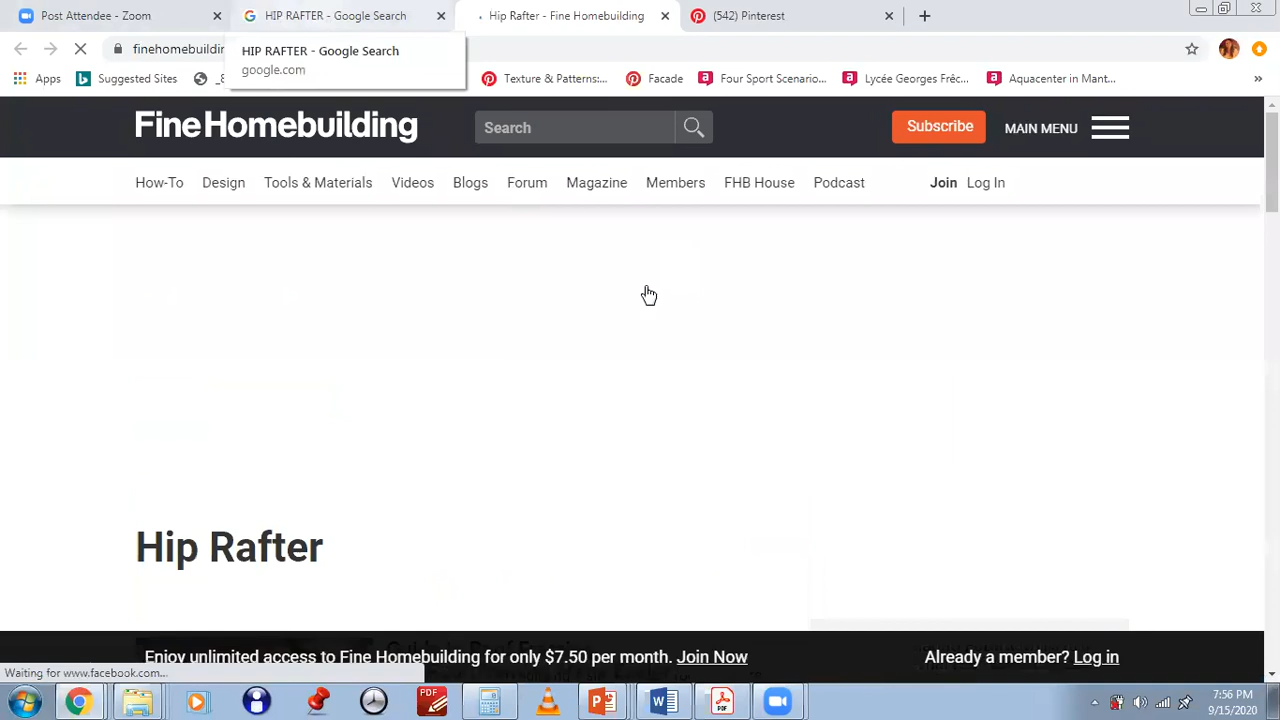 Post Attendee - Zoom
HIP RAFTER - Google Search
Hip Rafter - Fine Homebuilding
(542) Pinterest
finehomebuildin
HIP RAFTER - Google Search
google.com
Apps
Suggested Sites
Texture & Patterns:...
Facade
Four Sport Scenario...
Lycée Georges Frêc...
Aquacenter in Mant...
»
FineHomebuilding
Search
Subscribe
MAIN MENU
How-To
Design
Tools & Materials
Videos
Blogs
Forum
Magazine
Members
FHB House
Podcast
Join
Log In
Hip Rafter
Enjoy unlimited access to Fine Homebuilding for only $7.50 per month. Join Now
Already a member? Log in
Waiting for www.facebook.com...
PDF
7:56 PM
9/15/2020